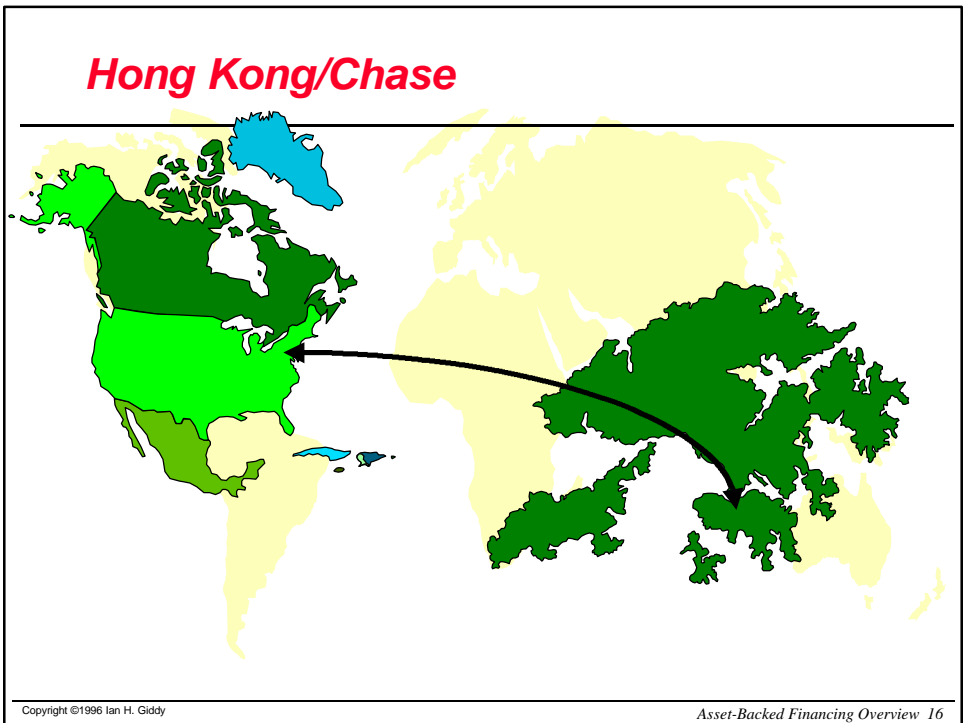 Hong Kong/Chase
Copyright ©1996 Ian H. Giddy
Asset-Backed Financing Overview 16